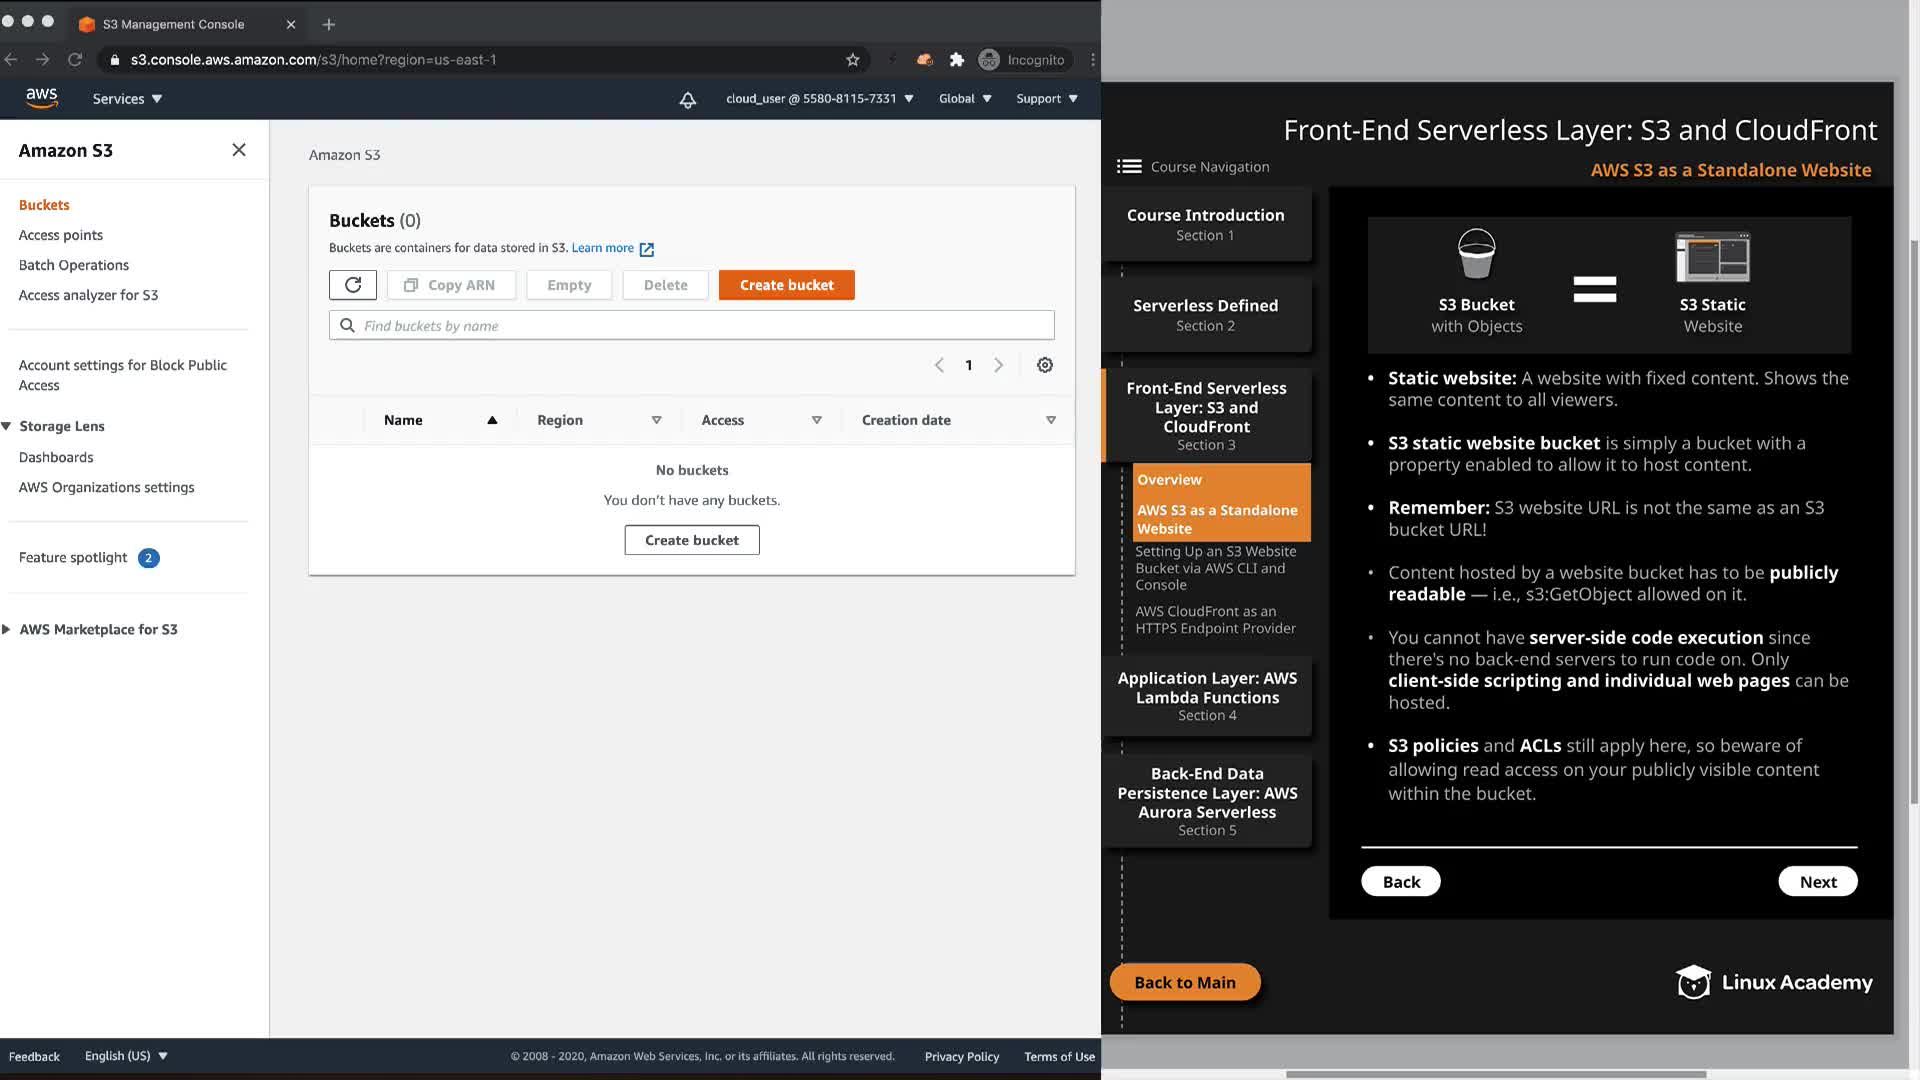 S3 Management Console
s3.console.aws.amazon.com/s3/home?region=us-east-1
Incognito
aws
Services
cloud_user @ 5580-8115-7331
Global
Support
Amazon S3
Buckets
Access points
Batch Operations
Access analyzer for S3
Account settings for Block Public
Access
Storage Lens
Dashboards
AWS Organizations settings
Feature spotlight 2
AWS Marketplace for S3
Amazon S3
Buckets (0)
Buckets are containers for data stored in S3. Learn more
Copy ARN
Empty
Delete
Create bucket
Find buckets by name
1
Name
Region
Access
Creation date
No buckets
You don't have any buckets.
Create bucket
Feedback
English (US)
© 2008 - 2020, Amazon Web Services, Inc. or its affiliates. All rights reserved.
Privacy Policy
Terms of Use
Front-End Serverless Layer: S3 and CloudFront
Course Navigation
AWS S3 as a Standalone Website
Course Introduction
Section 1
Serverless Defined
Section 2
Front-End Serverless
Layer: S3 and
CloudFront
Section 3
Overview
AWS S3 as a Standalone
Website
Setting Up an S3 Website
Bucket via AWS CLI and
Console
AWS CloudFront as an
HTTPS Endpoint Provider
Application Layer: AWS
Lambda Functions
Section 4
Back-End Data
Persistence Layer: AWS
Aurora Serverless
Section 5
Back to Main
S3 Bucket
with Objects
=
S3 Static
Website
• Static website: A website with fixed content. Shows the
same content to all viewers.
• S3 static website bucket is simply a bucket with a
property enabled to allow it to host content.
• Remember: S3 website URL is not the same as an S3
bucket URL!
• Content hosted by a website bucket has to be publicly
readable — i.e., s3:GetObject allowed on it.
• You cannot have server-side code execution since
there's no back-end servers to run code on. Only
client-side scripting and individual web pages can be
hosted.
• S3 policies and ACLs still apply here, so beware of
allowing read access on your publicly visible content
within the bucket.
Back
Next
Linux Academy